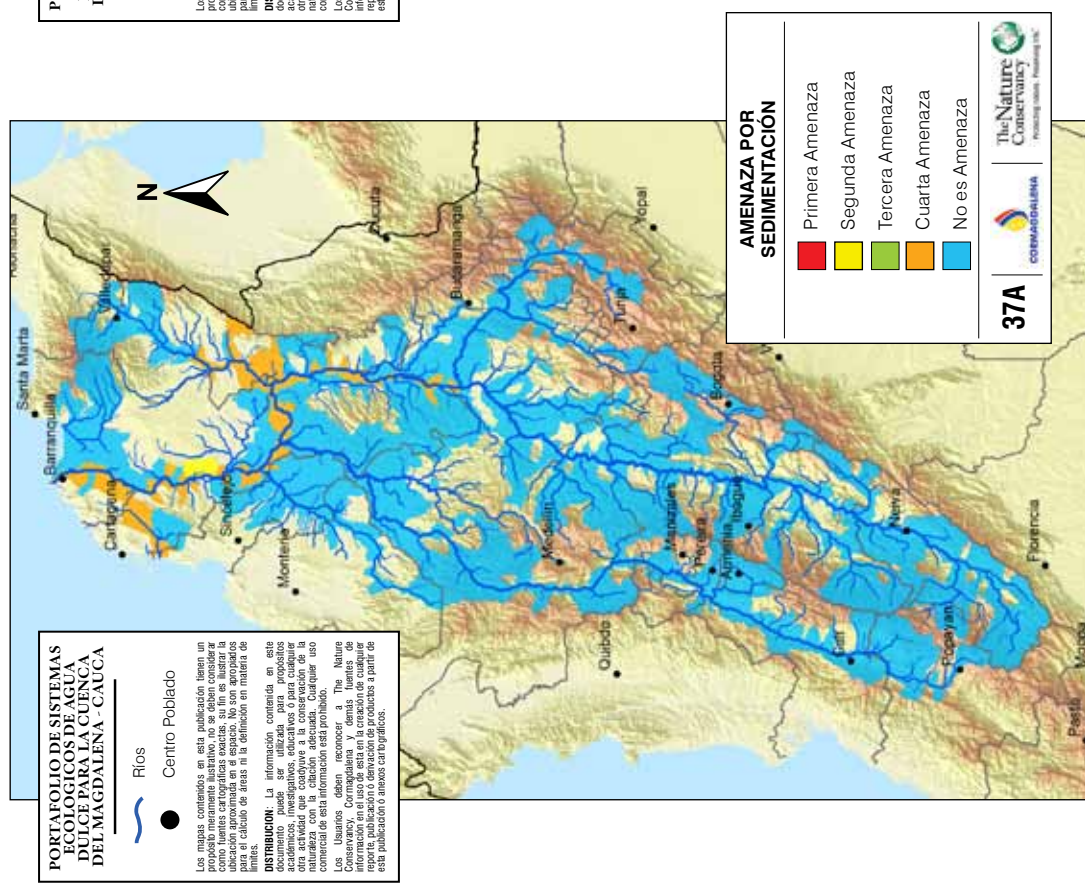 PORTAFOLIO DE SISTEMAS
ECOLOGICOS DE AGUA
DULCE PARA LA CUENCA
DEL MAGDALENA - CAUCA
Ríos
Centro Poblado
Los mapas contenidos en esta publicación tienen un
propósito meramente ilustrativo, no se deben considerar
como fuentes cartográficas exactas, su fin es ilustrar la
ubicación aproximada en el espacio. No son apropiados
para el cálculo de áreas ni la definición en materia de
límites.
DISTRIBUCION: La información contenida en este
documento puede ser utilizada para propósitos
académicos, investigativos, educativos ó para cualquier
otra actividad que coadyuve a la conservación de la
naturaleza con la citación adecuada. Cualquier uso
comercial de esta información está prohibido.
Los Usuarios deben reconocer a The Nature
Conservancy, Cormagdalena y demás fuentes de
información en el uso de esta en la creación de cualquier
reporte, publicación ó derivación de productos a partir de
esta publicación ó anexos cartográficos.
N
Santa Marta
Barranquilla
Cartagena
Valledupar
Sincelejo
Montería
Cúcuta
Bucaramanga
Medellín
Quibdó
Manizales
Pereira
Armenia
Ibagué
Tunja
Yopal
Bogotá
Cali
Neiva
Popayán
Florencia
Pasto
AMENAZA POR
SEDIMENTACIÓN
Primera Amenaza
Segunda Amenaza
Tercera Amenaza
Cuarta Amenaza
No es Amenaza
37A
CORMAGDALENA
The Nature
Conservancy